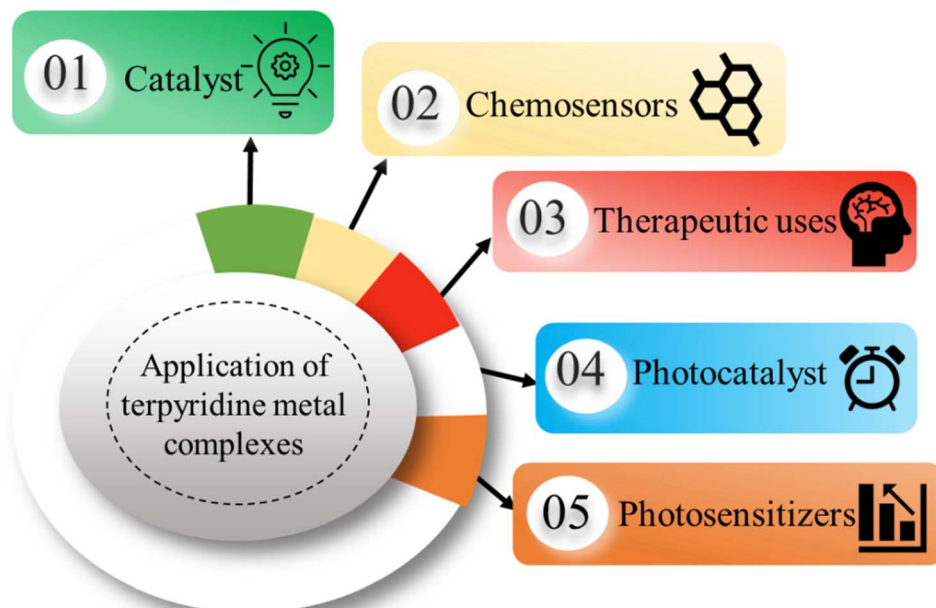 01 Catalyst
02 Chemosensors
03 Therapeutic uses
04 Photocatalyst
05 Photosensitizers
Application of
terpyridine metal
complexes